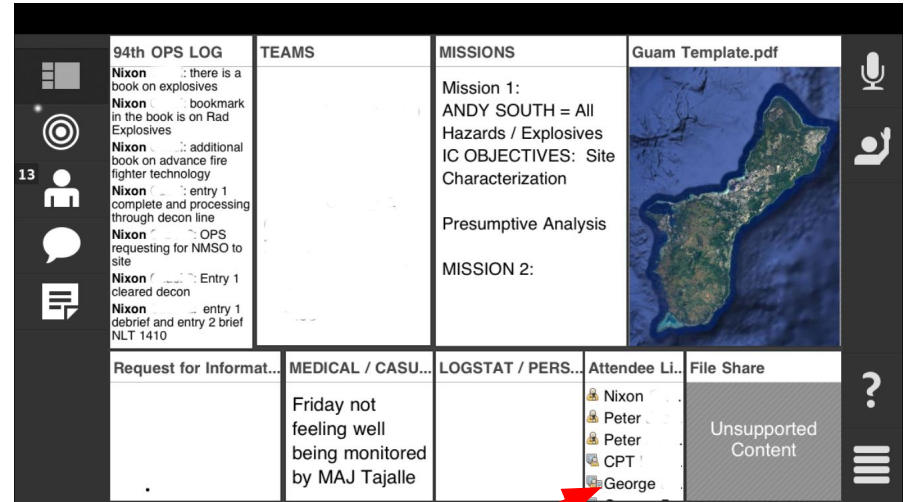 94th OPS LOG
Nixon : there is a
book on explosives
Nixon : bookmark
in the book is on Rad
Explosives
Nixon : additional
book on advance fire
fighter technology
Nixon : entry 1
complete and processing
through decon line
Nixon : OPS
requesting for NMSO to
site
Nixon : Entry 1
cleared decon
Nixon entry 1
debrief and entry 2 brief
NLT 1410
TEAMS
MISSIONS
Mission 1:
ANDY SOUTH = All
Hazards / Explosives
IC OBJECTIVES: Site
Characterization
Presumptive Analysis
MISSION 2:
Guam Template.pdf
13
Request for Informat...
MEDICAL / CASU...
Friday not
feeling well
being monitored
by MAJ Tajalle
LOGSTAT / PERS...
Attendee Li...
Nixon
Peter
Peter
CPT
George
File Share
Unsupported
Content
?